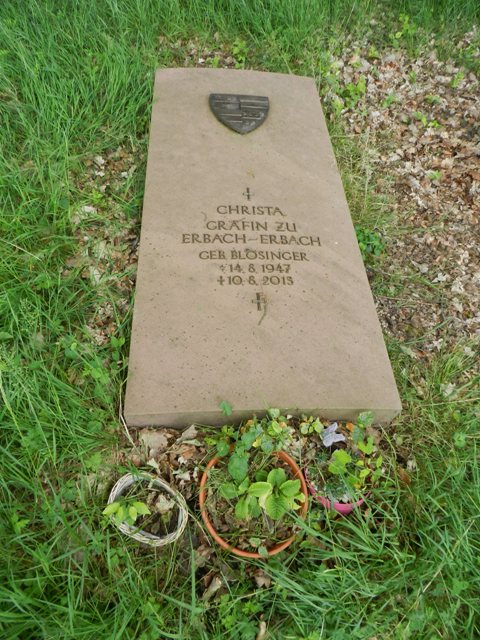 CHRISTA
GRÄFIN ZU
ERBACH-ERBACH
GEB. BLÖSINGER
14.8.1947
✝10.8.2013